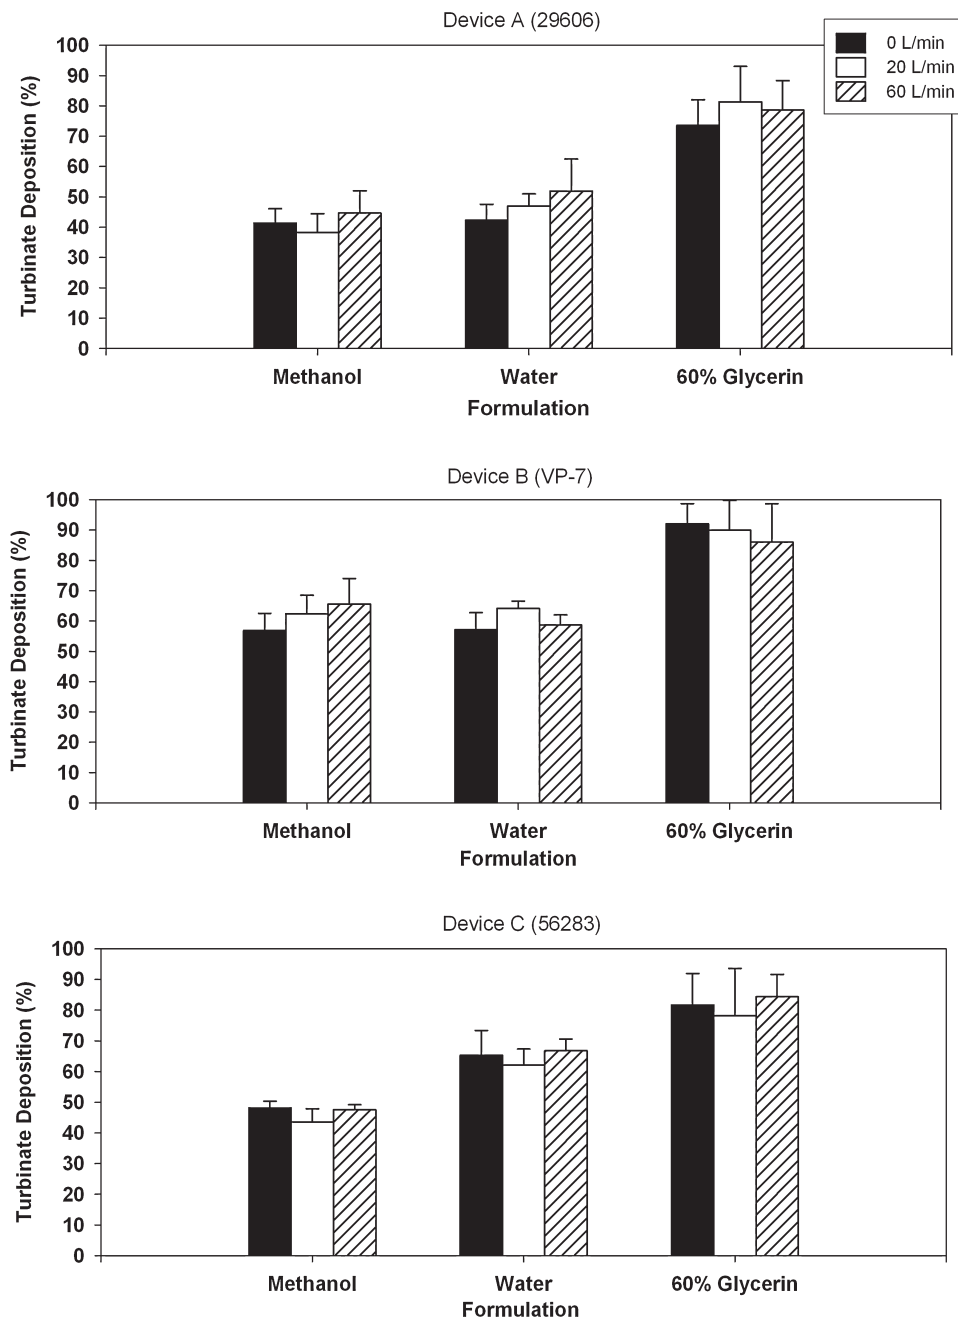 Device A (29606)
0 L/min
20 L/min
60 L/min
Turbinate Deposition (%)
100
90
80
70
60
50
40
30
20
10
0
Methanol Water 60% Glycerin
Formulation
Device B (VP-7)
Turbinate Deposition (%)
100
90
80
70
60
50
40
30
20
10
0
Methanol Water 60% Glycerin
Formulation
Device C (56283)
Turbinate Deposition (%)
100
90
80
70
60
50
40
30
20
10
0
Methanol Water 60% Glycerin
Formulation